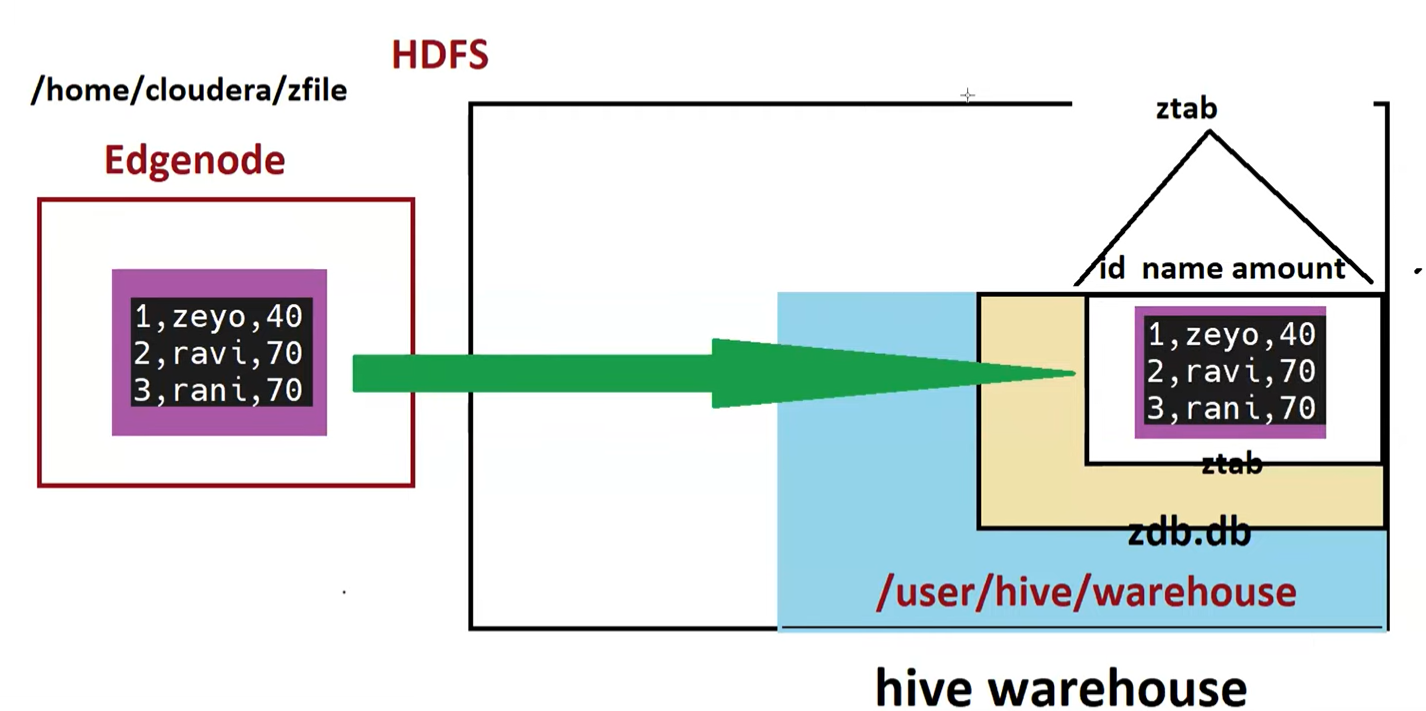 HDFS
/home/cloudera/zfile
Edgenode
1,zeyo,40
2,ravi,70
3,rani,70
ztab
id name amount
1,zeyo,40
2,ravi,70
3,rani,70
ztab
zdb.db
/user/hive/warehouse
hive warehouse